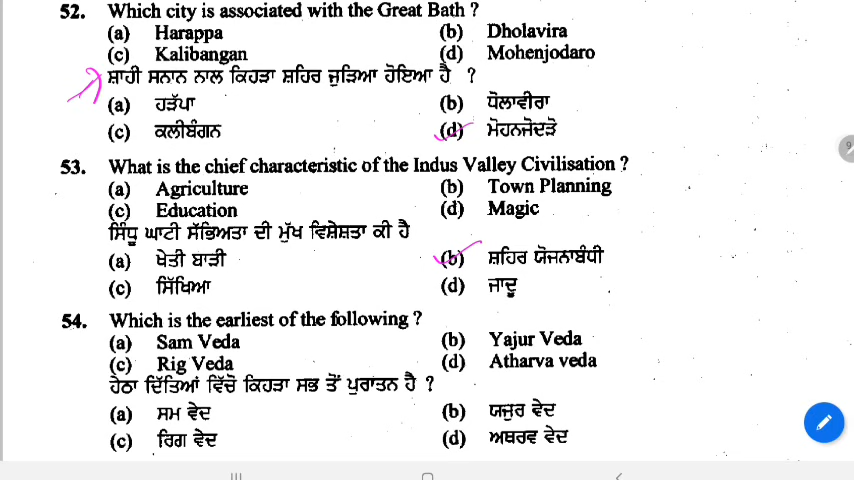 52. Which city is associated with the Great Bath ?
(a) Harappa (b) Dholavira
(c) Kalibangan (d) Mohenjodaro
ਸ਼ਾਹੀ ਸਨਾਨ ਨਾਲ ਕਿਹੜਾ ਸ਼ਹਿਰ ਜੁੜਿਆ ਹੋਇਆ ਹੈ ?
(a) ਹੜੱਪਾ (b) ਧੋਲਾਵੀਰਾ
(c) ਕਲੀਬੰਗਨ (d) ਮੋਹਨਜੋਦੜੋ
53. What is the chief characteristic of the Indus Valley Civilisation ?
(a) Agriculture (b) Town Planning
(c) Education (d) Magic
ਸਿੰਧੂ ਘਾਟੀ ਸੱਭਿਅਤਾ ਦੀ ਮੁੱਖ ਵਿਸ਼ੇਸ਼ਤਾ ਕੀ ਹੈ
(a) ਖੇਤੀ ਬਾੜੀ (b) ਸ਼ਹਿਰ ਯੋਜਨਾਬੰਧੀ
(c) ਸਿੱਖਿਆ (d) ਜਾਦੂ
54. Which is the earliest of the following ?
(a) Sam Veda (b) Yajur Veda
(c) Rig Veda (d) Atharva veda
ਹੇਠਾ ਦਿੱਤਿਆਂ ਵਿੱਚੋ ਕਿਹੜਾ ਸਭ ਤੋਂ ਪੁਰਾਂਤਨ ਹੈ ?
(a) ਸਮ ਵੇਦ (b) ਯਜੁਰ ਵੇਦ
(c) ਰਿਗ ਵੇਦ (d) ਅਥਰਵ ਵੇਦ